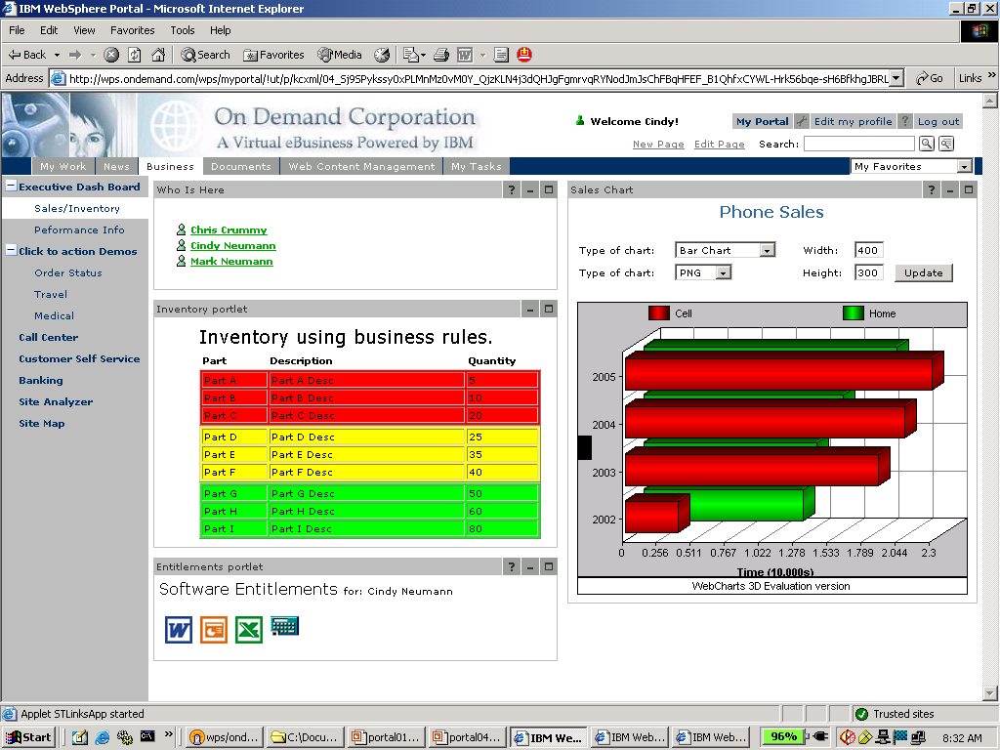 IBM WebSphere Portal - Microsoft Internet Explorer
File Edit View Favorites Tools Help
Back Search Favorites Media
Address http://wps.ondemand.com/wps/myportal/!ut/p/kcxml/04_Sj9SPykssy0xPLMnMz0vM0Y_QjzKLN4j3dQHJgFgmrvqRYNodJmJsChFBqHFEF_B1QhfxCYWL-Hrk56bqe-sH6BfkhgJBRL Go Links »
On Demand Corporation
A Virtual eBusiness Powered by IBM
Welcome Cindy! My Portal Edit my profile ? Log out
New Page Edit Page Search:
My Work News Business Documents Web Content Management My Tasks My Favorites
Executive Dash Board
Sales/Inventory
Peformance Info
Click to action Demos
Order Status
Travel
Medical
Call Center
Customer Self Service
Banking
Site Analyzer
Site Map
Who Is Here ?
Chris Crummy
Cindy Neumann
Mark Neumann
Inventory portlet
Inventory using business rules.
Part Description Quantity
Part A Part A Desc 5
Part B Part B Desc 10
Part C Part C Desc 20
Part D Part D Desc 25
Part E Part E Desc 35
Part F Part F Desc 40
Part G Part G Desc 50
Part H Part H Desc 60
Part I Part I Desc 80
Entitlements portlet ?
Software Entitlements for: Cindy Neumann
W X
Sales Chart ?
Phone Sales
Type of chart: Bar Chart Width: 400
Type of chart: PNG Height: 300 Update
Cell Home
2005
2004
2003
2002
0 0.256 0.511 0.767 1.022 1.278 1.533 1.789 2.044 2.3
Time (10,000s)
WebCharts 3D Evaluation version
Applet STLinksApp started Trusted sites
Start » wps/ond... C:\Docu... portal01... portal04... IBM We... IBM Web... IBM Web... 96% 8:32 AM